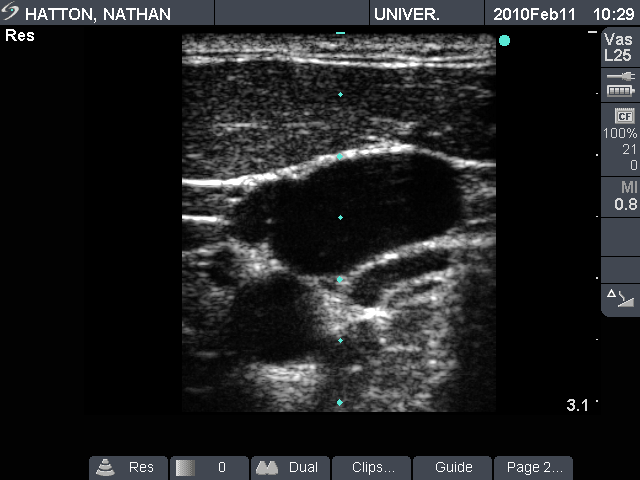 HATTON, NATHAN UNIVER. 2010Feb11 10:29
Res
Vas
L25
CF
100%
21
0
MI
0.8
3.1
Res 0 Dual Clips... Guide Page 2...